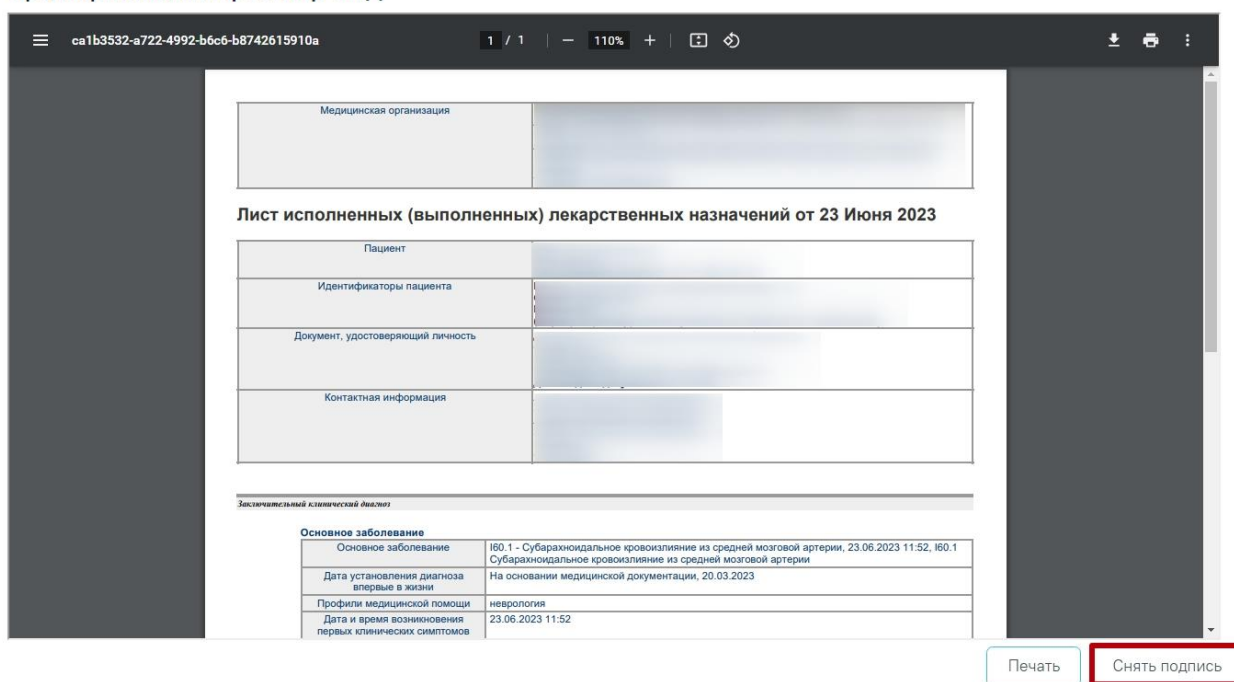 ca1b3532-a722-4992-b6c6-b8742615910a
1 / 1
110%
Медицинская организация
Лист исполненных (выполненных) лекарственных назначений от 23 Июня 2023
Пациент
Идентификаторы пациента
Документ, удостоверяющий личность
Контактная информация
Заключительный клинический диагноз
Основное заболевание
Основное заболевание
I60.1 - Субарахноидальное кровоизлияние из средней мозговой артерии, 23.06.2023 11:52, I60.1
Субарахноидальное кровоизлияние из средней мозговой артерии
Дата установления диагноза
впервые в жизни
На основании медицинской документации, 20.03.2023
Профили медицинской помощи
неврология
Дата и время возникновения
первых клинических симптомов
23.06.2023 11:52
Печать
Снять подпись